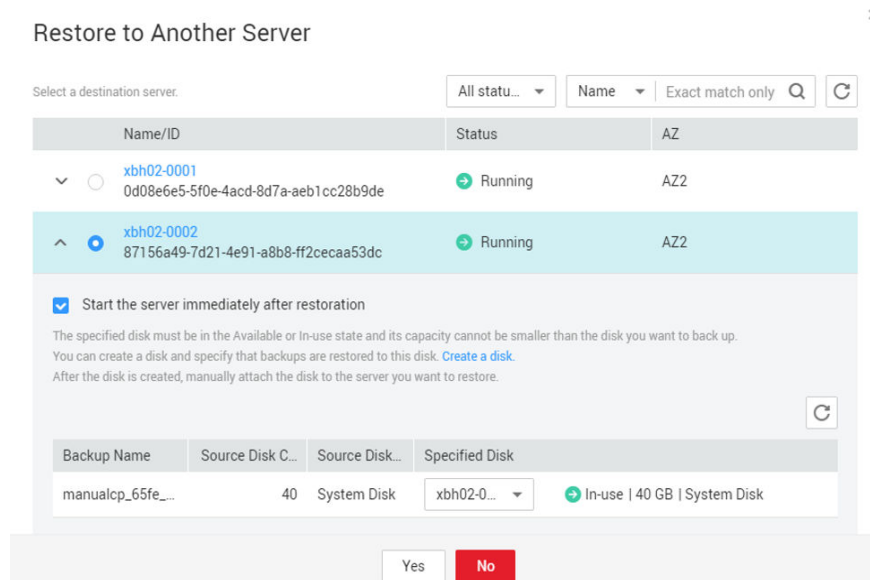 Restore to Another Server
Select a destination server.
All statu...
Name
Exact match only
Name/ID
Status
AZ
xbh02-0001
0d08e6e5-5f0e-4acd-8d7a-aeb1cc28b9de
Running
AZ2
xbh02-0002
87156a49-7d21-4e91-a8b8-ff2cecaa53dc
Running
AZ2
Start the server immediately after restoration
The specified disk must be in the Available or In-use state and its capacity cannot be smaller than the disk you want to back up.
You can create a disk and specify that backups are restored to this disk. Create a disk.
After the disk is created, manually attach the disk to the server you want to restore.
Backup Name
Source Disk C...
Source Disk...
Specified Disk
manualcp_65fe_...
40
System Disk
xbh02-0...
In-use | 40 GB | System Disk
Yes
No